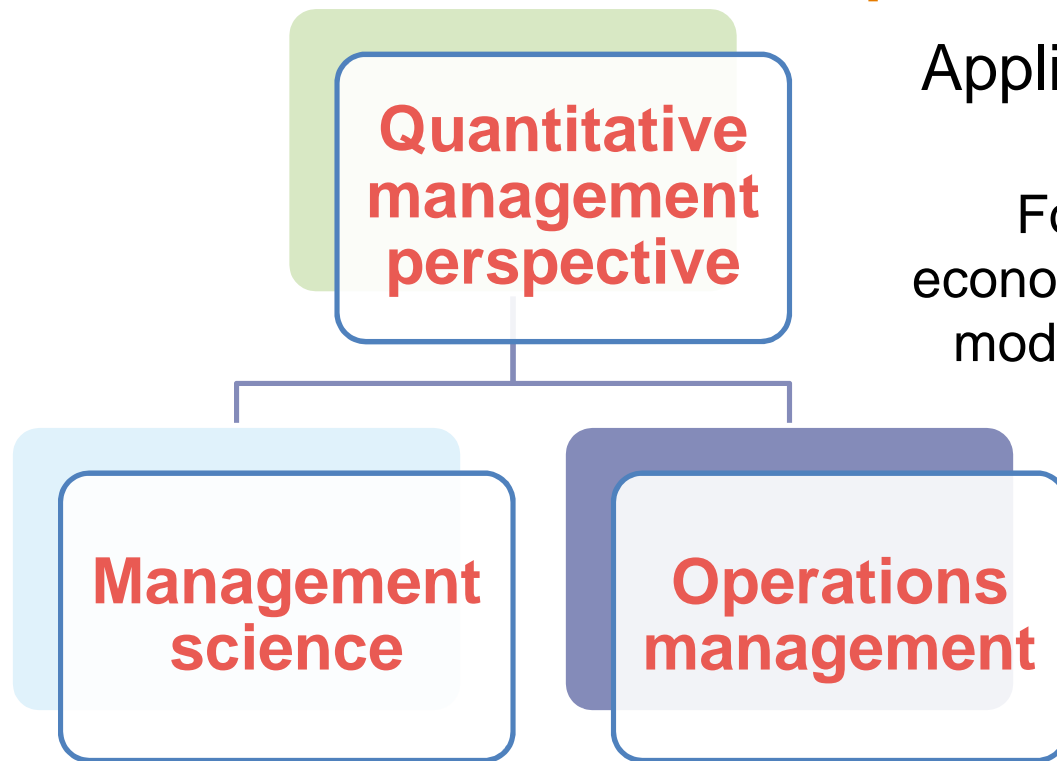 Quantitative
management
perspective
Management
science
Operations
management